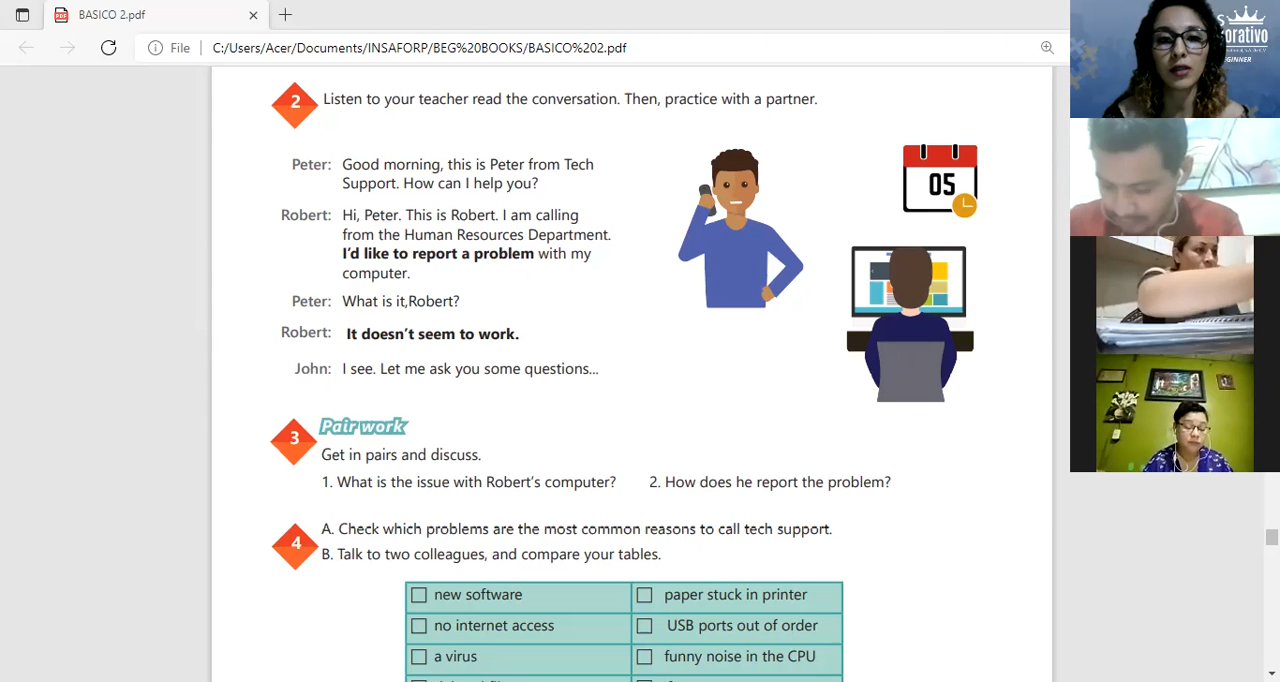 BASICO 2.pdf
File C:/Users/Acer/Documents/INSAFORP/BEG%20BOOKS/BASICO%202.pdf
2 Listen to your teacher read the conversation. Then, practice with a partner.
Peter: Good morning, this is Peter from Tech
Support. How can I help you?
Robert: Hi, Peter. This is Robert. I am calling
from the Human Resources Department.
I'd like to report a problem with my
computer.
Peter: What is it,Robert?
Robert: It doesn't seem to work.
John: I see. Let me ask you some questions...
05
3 Pair work
Get in pairs and discuss.
1. What is the issue with Robert's computer? 2. How does he report the problem?
4 A. Check which problems are the most common reasons to call tech support.
B. Talk to two colleagues, and compare your tables.
new software paper stuck in printer
no internet access USB ports out of order
a virus funny noise in the CPU